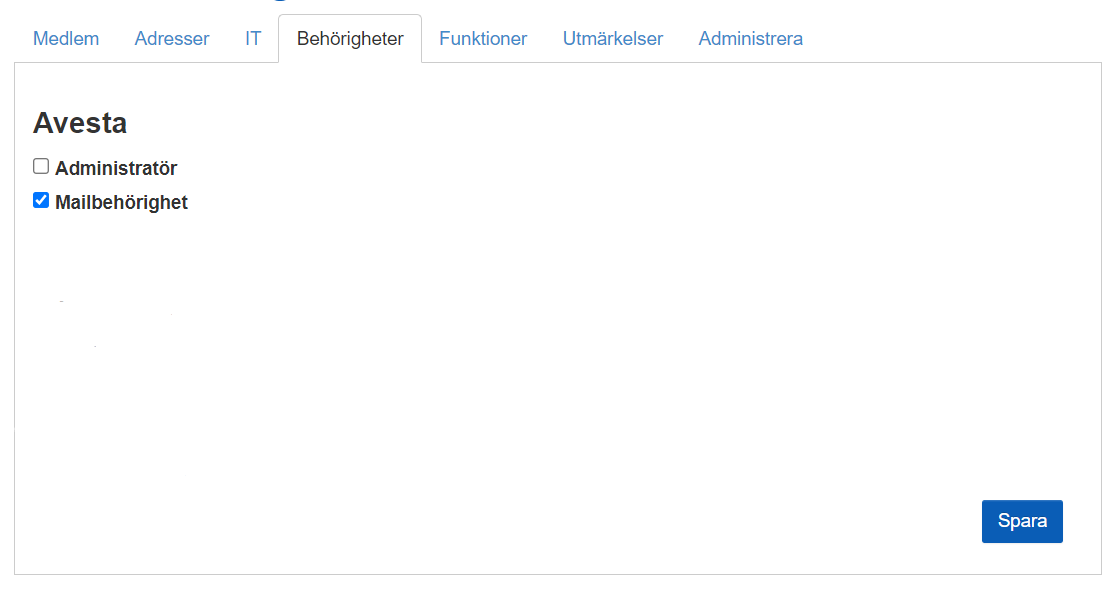 Medlem Adresser IT Behörigheter Funktioner Utmärkelser Administrera
Avesta
Administratör
Mailbehörighet
Spara